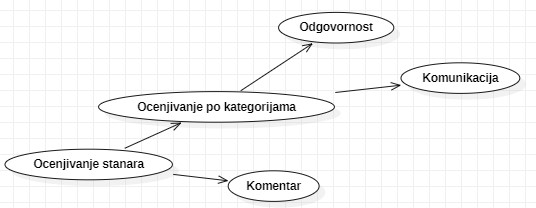 Odgovornost
Komunikacija
Ocenjivanje po kategorijama
Ocenjivanje stanara
Komentar